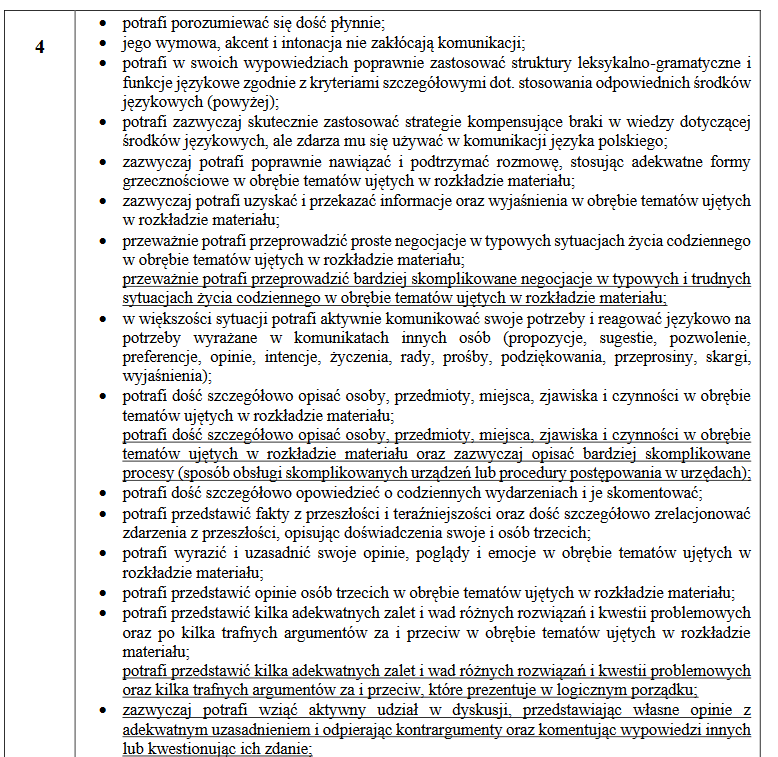 4
• potrafi porozumiewać się dość płynnie;
• jego wymowa, akcent i intonacja nie zakłócają komunikacji;
• potrafi w swoich wypowiedziach poprawnie zastosować struktury leksykalno-gramatyczne i
funkcje językowe zgodnie z kryteriami szczegółowymi dot. stosowania odpowiednich środków
językowych (powyżej);
• potrafi zazwyczaj skutecznie zastosować strategie kompensujące braki w wiedzy dotyczącej
środków językowych, ale zdarza mu się używać w komunikacji języka polskiego;
• zazwyczaj potrafi poprawnie nawiązać i podtrzymać rozmowę, stosując adekwatne formy
grzecznościowe w obrębie tematów ujętych w rozkładzie materiału;
• zazwyczaj potrafi uzyskać i przekazać informacje oraz wyjaśnienia w obrębie tematów ujętych
w rozkładzie materiału;
• przeważnie potrafi przeprowadzić proste negocjacje w typowych sytuacjach życia codziennego
w obrębie tematów ujętych w rozkładzie materiału;
przeważnie potrafi przeprowadzić bardziej skomplikowane negocjacje w typowych i trudnych
sytuacjach życia codziennego w obrębie tematów ujętych w rozkładzie materiału;
• w większości sytuacji potrafi aktywnie komunikować swoje potrzeby i reagować językowo na
potrzeby wyrażane w komunikatach innych osób (propozycje, sugestie, pozwolenie,
preferencje, opinie, intencje, życzenia, rady, prośby, podziękowania, przeprosiny, skargi,
wyjaśnienia);
• potrafi dość szczegółowo opisać osoby, przedmioty, miejsca, zjawiska i czynności w obrębie
tematów ujętych w rozkładzie materiału;
potrafi dość szczegółowo opisać osoby, przedmioty, miejsca, zjawiska i czynności w obrębie
tematów ujętych w rozkładzie materiału oraz zazwyczaj opisać bardziej skomplikowane
procesy (sposób obsługi skomplikowanych urządzeń lub procedury postępowania w urzędach);
• potrafi dość szczegółowo opowiedzieć o codziennych wydarzeniach i je skomentować;
• potrafi przedstawić fakty z przeszłości i teraźniejszości oraz dość szczegółowo zrelacjonować
zdarzenia z przeszłości, opisując doświadczenia swoje i osób trzecich;
• potrafi wyrazić i uzasadnić swoje opinie, poglądy i emocje w obrębie tematów ujętych w
rozkładzie materiału;
• potrafi przedstawić opinie osób trzecich w obrębie tematów ujętych w rozkładzie materiału;
• potrafi przedstawić kilka adekwatnych zalet i wad różnych rozwiązań i kwestii problemowych
oraz po kilka trafnych argumentów za i przeciw w obrębie tematów ujętych w rozkładzie
materiału;
potrafi przedstawić kilka adekwatnych zalet i wad różnych rozwiązań i kwestii problemowych
oraz kilka trafnych argumentów za i przeciw, które prezentuje w logicznym porządku;
• zazwyczaj potrafi wziąć aktywny udział w dyskusji, przedstawiając własne opinie z
adekwatnym uzasadnieniem i odpierając kontrargumenty oraz komentując wypowiedzi innych
lub kwestionując ich zdanie;